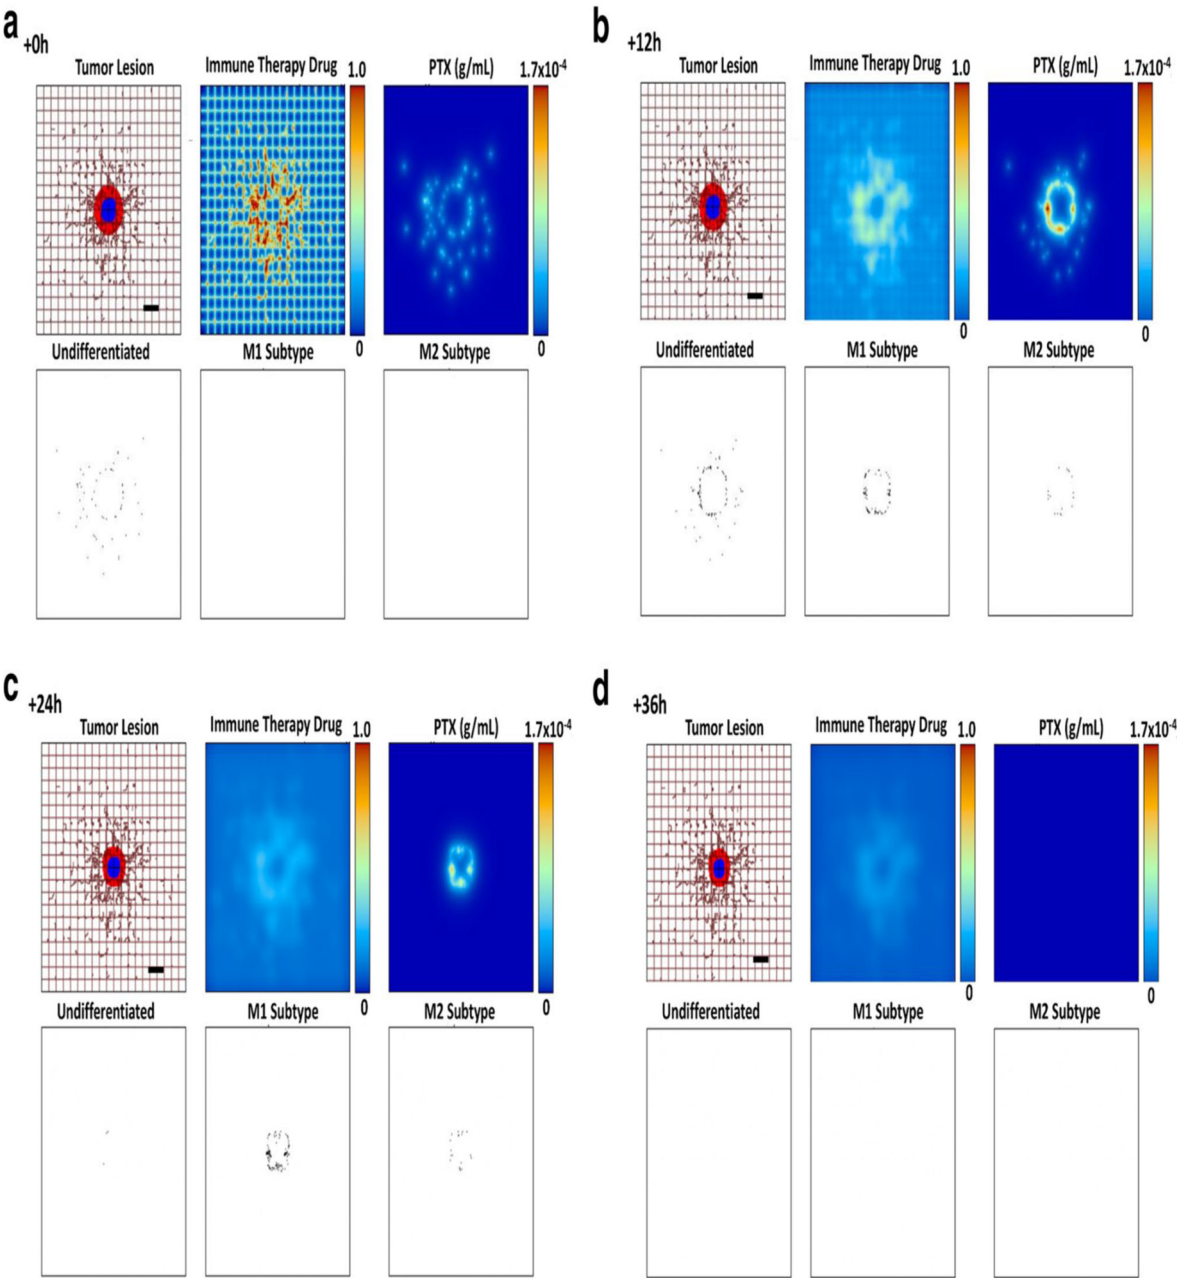 a
+0h
Tumor Lesion
Immune Therapy Drug
1.0
PTX (g/mL)
1.7x10⁻⁴
0
0
Undifferentiated
M1 Subtype
M2 Subtype
b
+12h
Tumor Lesion
Immune Therapy Drug
1.0
PTX (g/mL)
1.7x10⁻⁴
0
0
Undifferentiated
M1 Subtype
M2 Subtype
c
+24h
Tumor Lesion
Immune Therapy Drug
1.0
PTX (g/mL)
1.7x10⁻⁴
0
0
Undifferentiated
M1 Subtype
M2 Subtype
d
+36h
Tumor Lesion
Immune Therapy Drug
1.0
PTX (g/mL)
1.7x10⁻⁴
0
0
Undifferentiated
M1 Subtype
M2 Subtype